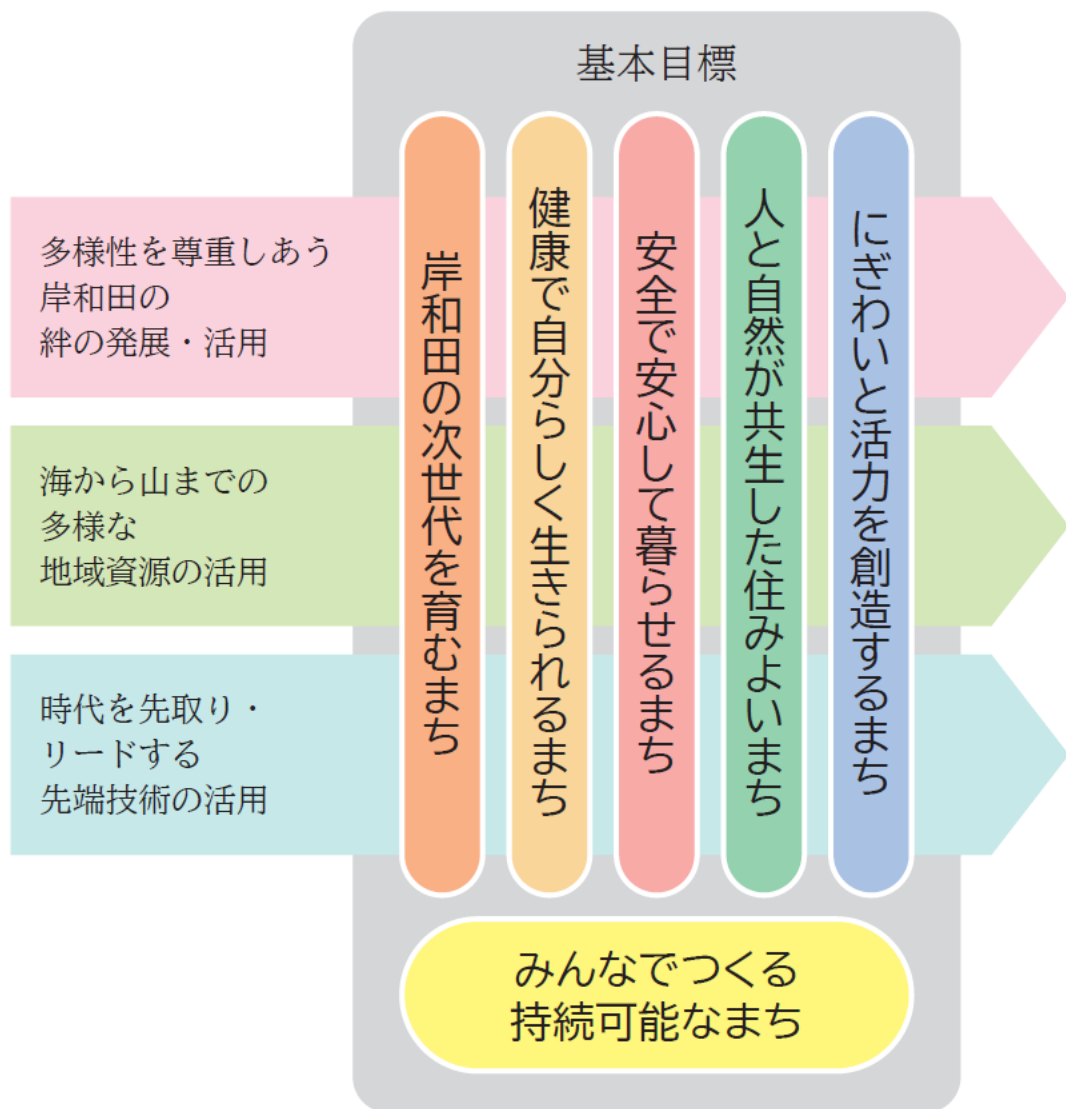 基本目標
多様性を尊重しあう
岸和田の
絆の発展・活用
海から山までの
多様な
地域資源の活用
時代を先取り・
リードする
先端技術の活用
岸和田の次世代を育むまち
健康で自分らしく生きられるまち
安全で安心して暮らせるまち
人と自然が共生した住みよいまち
にぎわいと活力を創造するまち
みんなでつくる
持続可能なまち